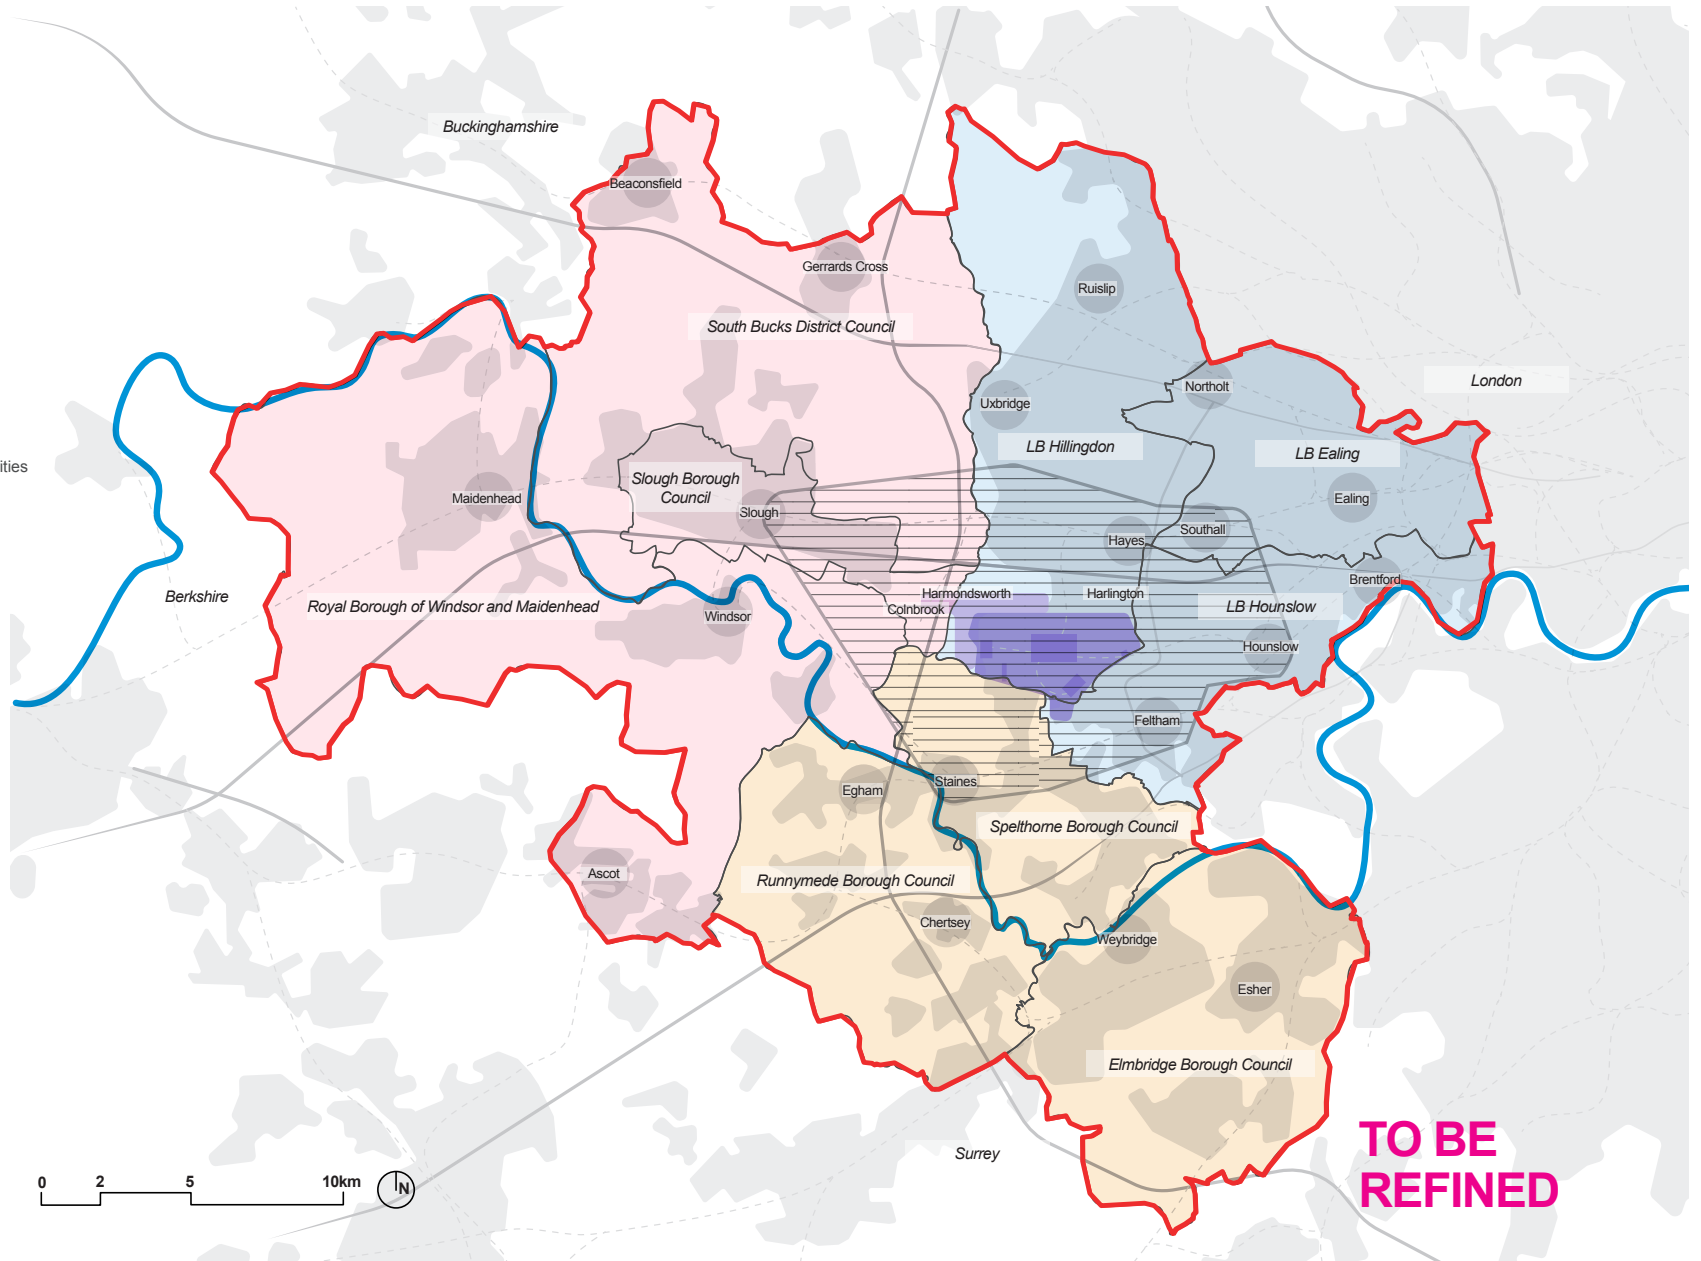 Buckinghamshire
Beaconsfield
Gerrards Cross
Ruislip
South Bucks District Council
Northolt
London
Uxbridge
LB Hillingdon
LB Ealing
ities
Slough Borough
Council
Maidenhead
Slough
Ealing
Southall
Hayes
Brentford
Berkshire
Royal Borough of Windsor and Maidenhead
Windsor
Harmondsworth
Colnbrook
Harlington
LB Hounslow
Hounslow
Feltham
Staines
Egham
Spelthorne Borough Council
Ascot
Runnymede Borough Council
Chertsey
Weybridge
Esher
Elmbridge Borough Council
Surrey
TO BE
REFINED
0 2 5 10km
N